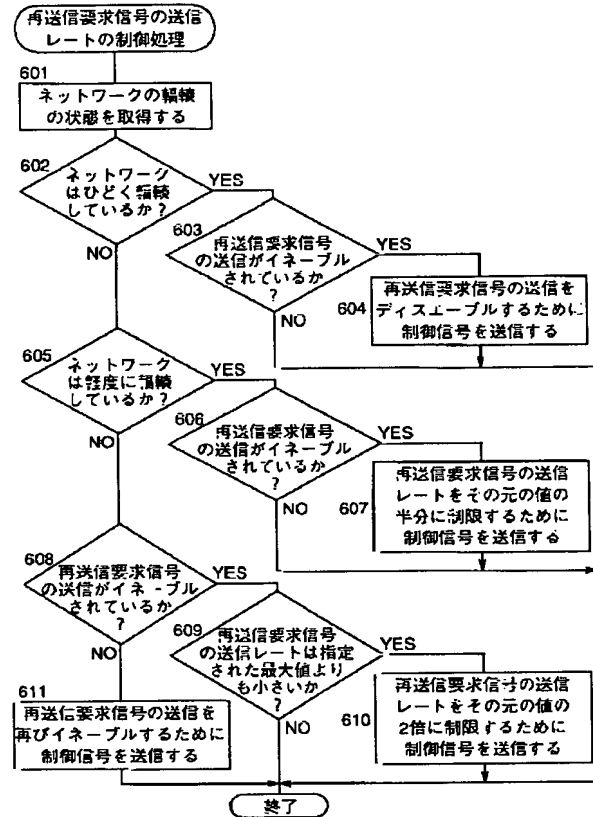 再送信要求信号の送信
レートの制御処理
601
ネットワークの輻輳
の状態を取得する
602
ネットワーク
はひどく輻輳
しているか?
YES
NO
603
再送信要求信号
の送信がイネーブル
されているか
?
YES
NO
604
再送信要求信号の送信を
ディスエーブルするために
制御信号を送信する
605
ネットワーク
は軽度に輻輳
しているか?
YES
NO
606
再送信要求信号
の送信がイネーブル
されているか
?
YES
NO
607
再送信要求信号の送信
レートをその元の値の
半分に制限するために
制御信号を送信する
608
再送信要求信号
の送信がイネーブル
されているか
?
YES
NO
609
再送信要求信号
の送信レートは指定
された最大値より
も小さいか
?
YES
NO
610
再送信要求信号の送信
レートをその元の値の
2倍に制限するために
制御信号を送信する
611
再送信要求信号の送信を
再びイネーブルするために
制御信号を送信する
終了